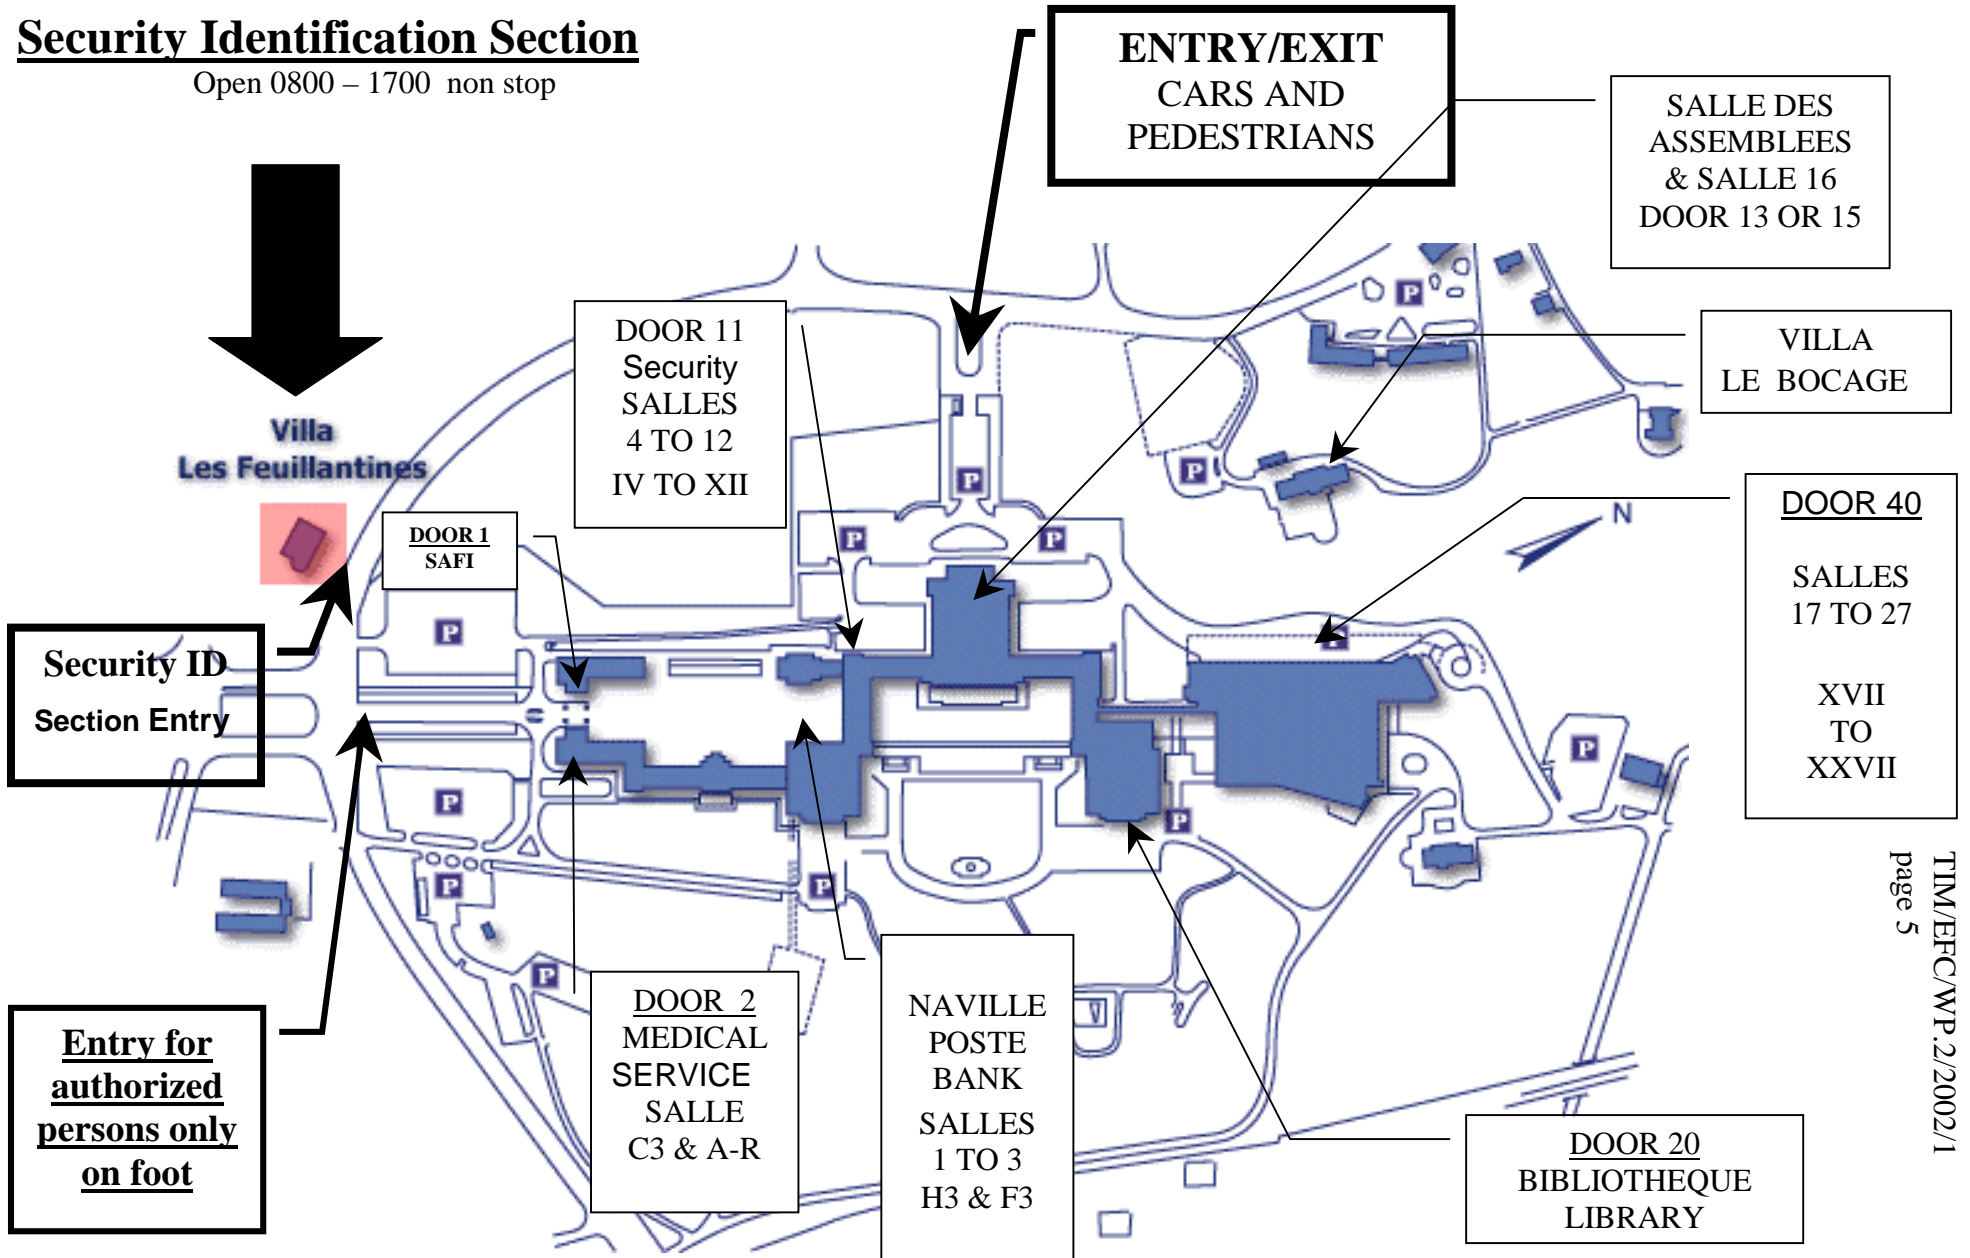 Security Identification Section
Open 0800 – 1700 non stop
ENTRY/EXIT
CARS AND
PEDESTRIANS
SALLE DES
ASSEMBLEES
& SALLE 16
DOOR 13 OR 15
DOOR 11
Security
SALLES
4 TO 12
IV TO XII
VILLA
LE BOCAGE
Villa
Les Feuillantines
DOOR 1
SAFI
DOOR 40
SALLES
17 TO 27
XVII
TO
XXVII
N
Security ID
Section Entry
P
P
P
P
P
P
P
P
P
P
P
P
P
Entry for
authorized
persons only
on foot
DOOR 2
MEDICAL
SERVICE
SALLE
C3 & A-R
NAVILLE
POSTE
BANK
SALLES
1 TO 3
H3 & F3
DOOR 20
BIBLIOTHEQUE
LIBRARY
TIM/EFC/WP.2/2002/1
page 5